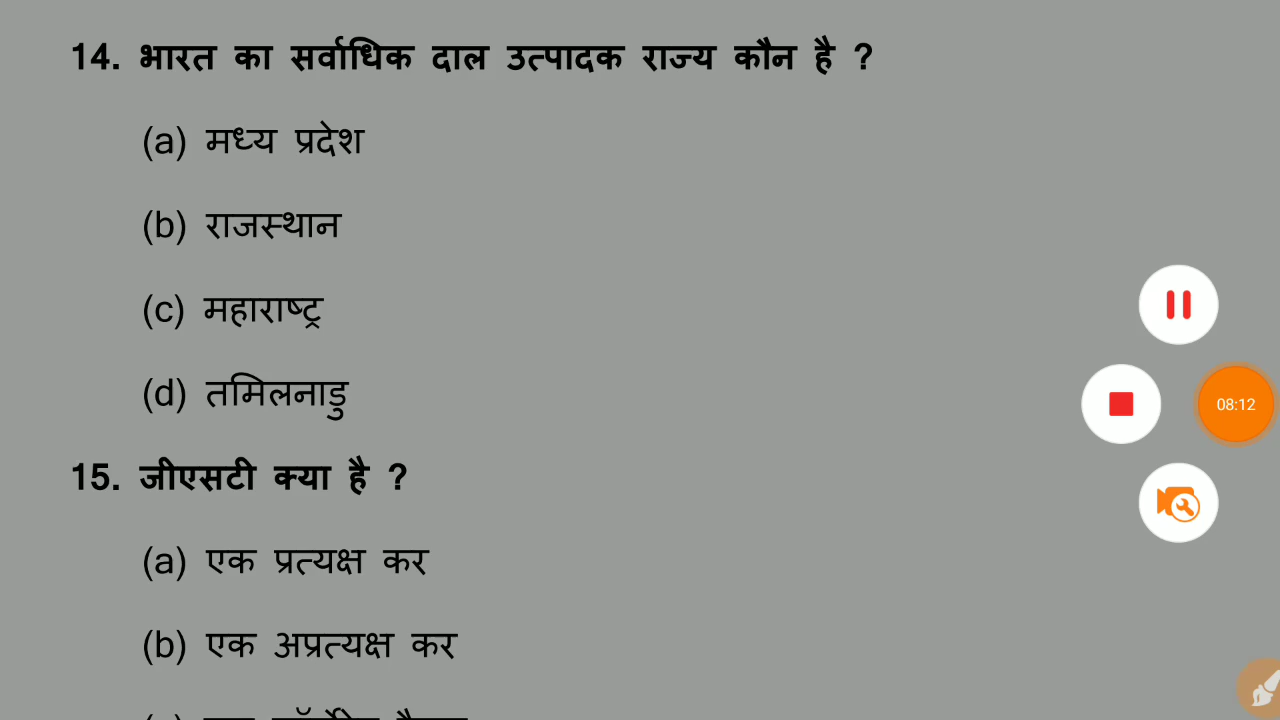 14. भारत का सर्वाधिक दाल उत्पादक राज्य कौन है ?
(a) मध्य प्रदेश
(b) राजस्थान
(c) महाराष्ट्र
(d) तमिलनाडु
08:12
15. जीएसटी क्या है ?
(a) एक प्रत्यक्ष कर
(b) एक अप्रत्यक्ष कर